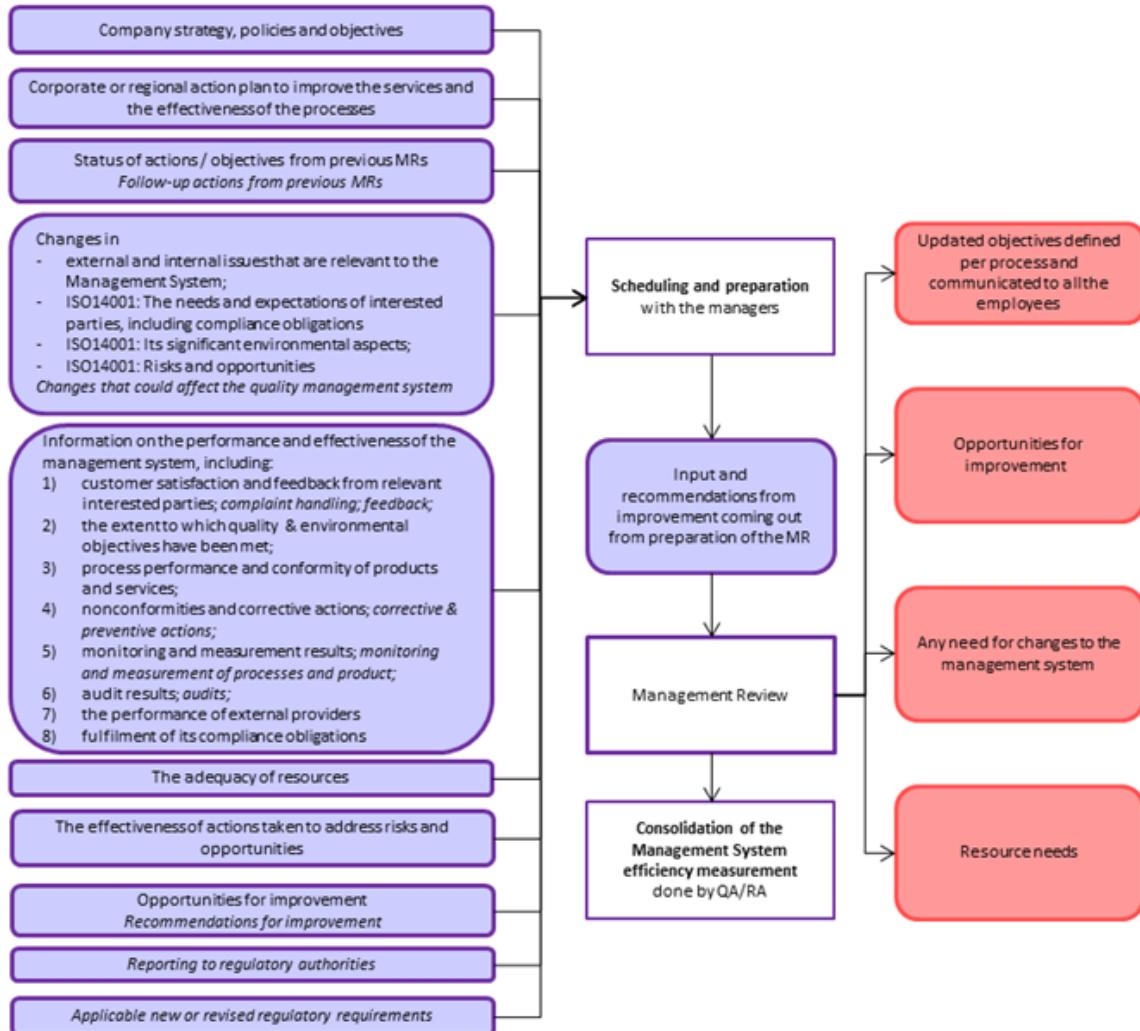 Company strategy, policies and objectives
Corporate or regional action plan to improve the services and
the effectiveness of the processes
Status of actions / objectives from previous MRs
Follow-up actions from previous MRs
Changes in
- external and internal issues that are relevant to the
Management System;
- ISO14001: The needs and expectations of interested
parties, including compliance obligations
- ISO14001: Its significant environmental aspects;
- ISO14001: Risks and opportunities
Changes that could affect the quality management system
Information on the performance and effectiveness of the
management system, including:
1) customer satisfaction and feedback from relevant
interested parties; complaint handling; feedback;
2) the extent to which quality & environmental
objectives have been met;
3) process performance and conformity of products
and services;
4) nonconformities and corrective actions; corrective &
preventive actions;
5) monitoring and measurement results; monitoring
and measurement of processes and product;
6) audit results; audits;
7) the performance of external providers
8) fulfilment of its compliance obligations
The adequacy of resources
The effectiveness of actions taken to address risks and
opportunities
Opportunities for improvement
Recommendations for improvement
Reporting to regulatory authorities
Applicable new or revised regulatory requirements
Scheduling and preparation
with the managers
Input and
recommendations from
improvement coming out
from preparation of the MR
Management Review
Consolidation of the
Management System
efficiency measurement
done by QA/RA
Updated objectives defined
per process and
communicated to all the
employees
Opportunities for
improvement
Any need for changes to the
management system
Resource needs